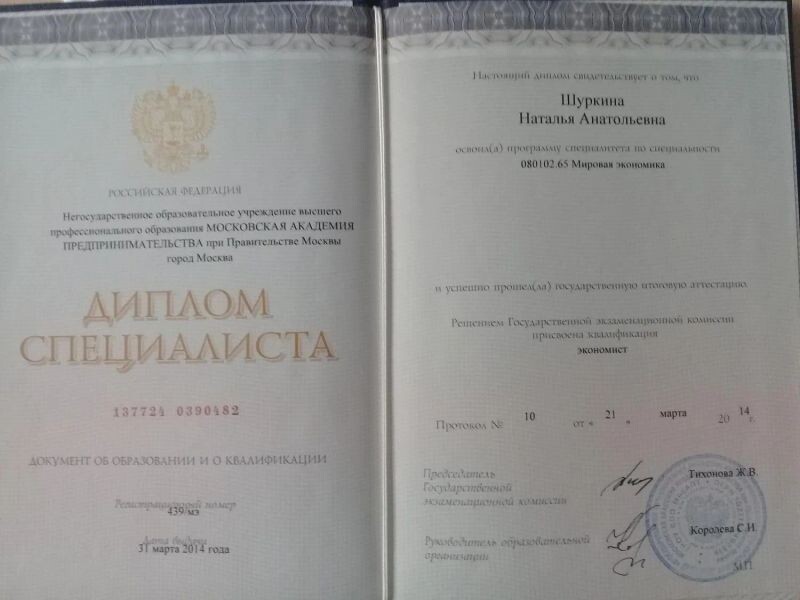 РОССИЙСКАЯ ФЕДЕРАЦИЯ
Негосударственное образовательное учреждение высшего
профессионального образования МОСКОВСКАЯ АКАДЕМИЯ
ПРЕДПРИНИМАТЕЛЬСТВА при Правительстве Москвы
город Москва
ДИПЛОМ
СПЕЦИАЛИСТА
137724 0390482
ДОКУМЕНТ ОБ ОБРАЗОВАНИИ И О КВАЛИФИКАЦИИ
Регистрационный номер
439/мэ
Дата выдачи
31 марта 2014 года
Настоящий диплом свидетельствует о том, что
Шуркина
Наталья Анатольевна
освоил(а) программу специалитета по специальности
080102.65 Мировая экономика
и успешно прошел(ла) государственную итоговую аттестацию
Решением Государственной экзаменационной комиссии
присвоена квалификация
экономист
Протокол № 10 от « 21 » марта 20 14 г.
Председатель
Государственной
экзаменационной комиссии
Тихонова Ж.В.
Руководитель образовательной
организации
Королева С.И.
М.П.